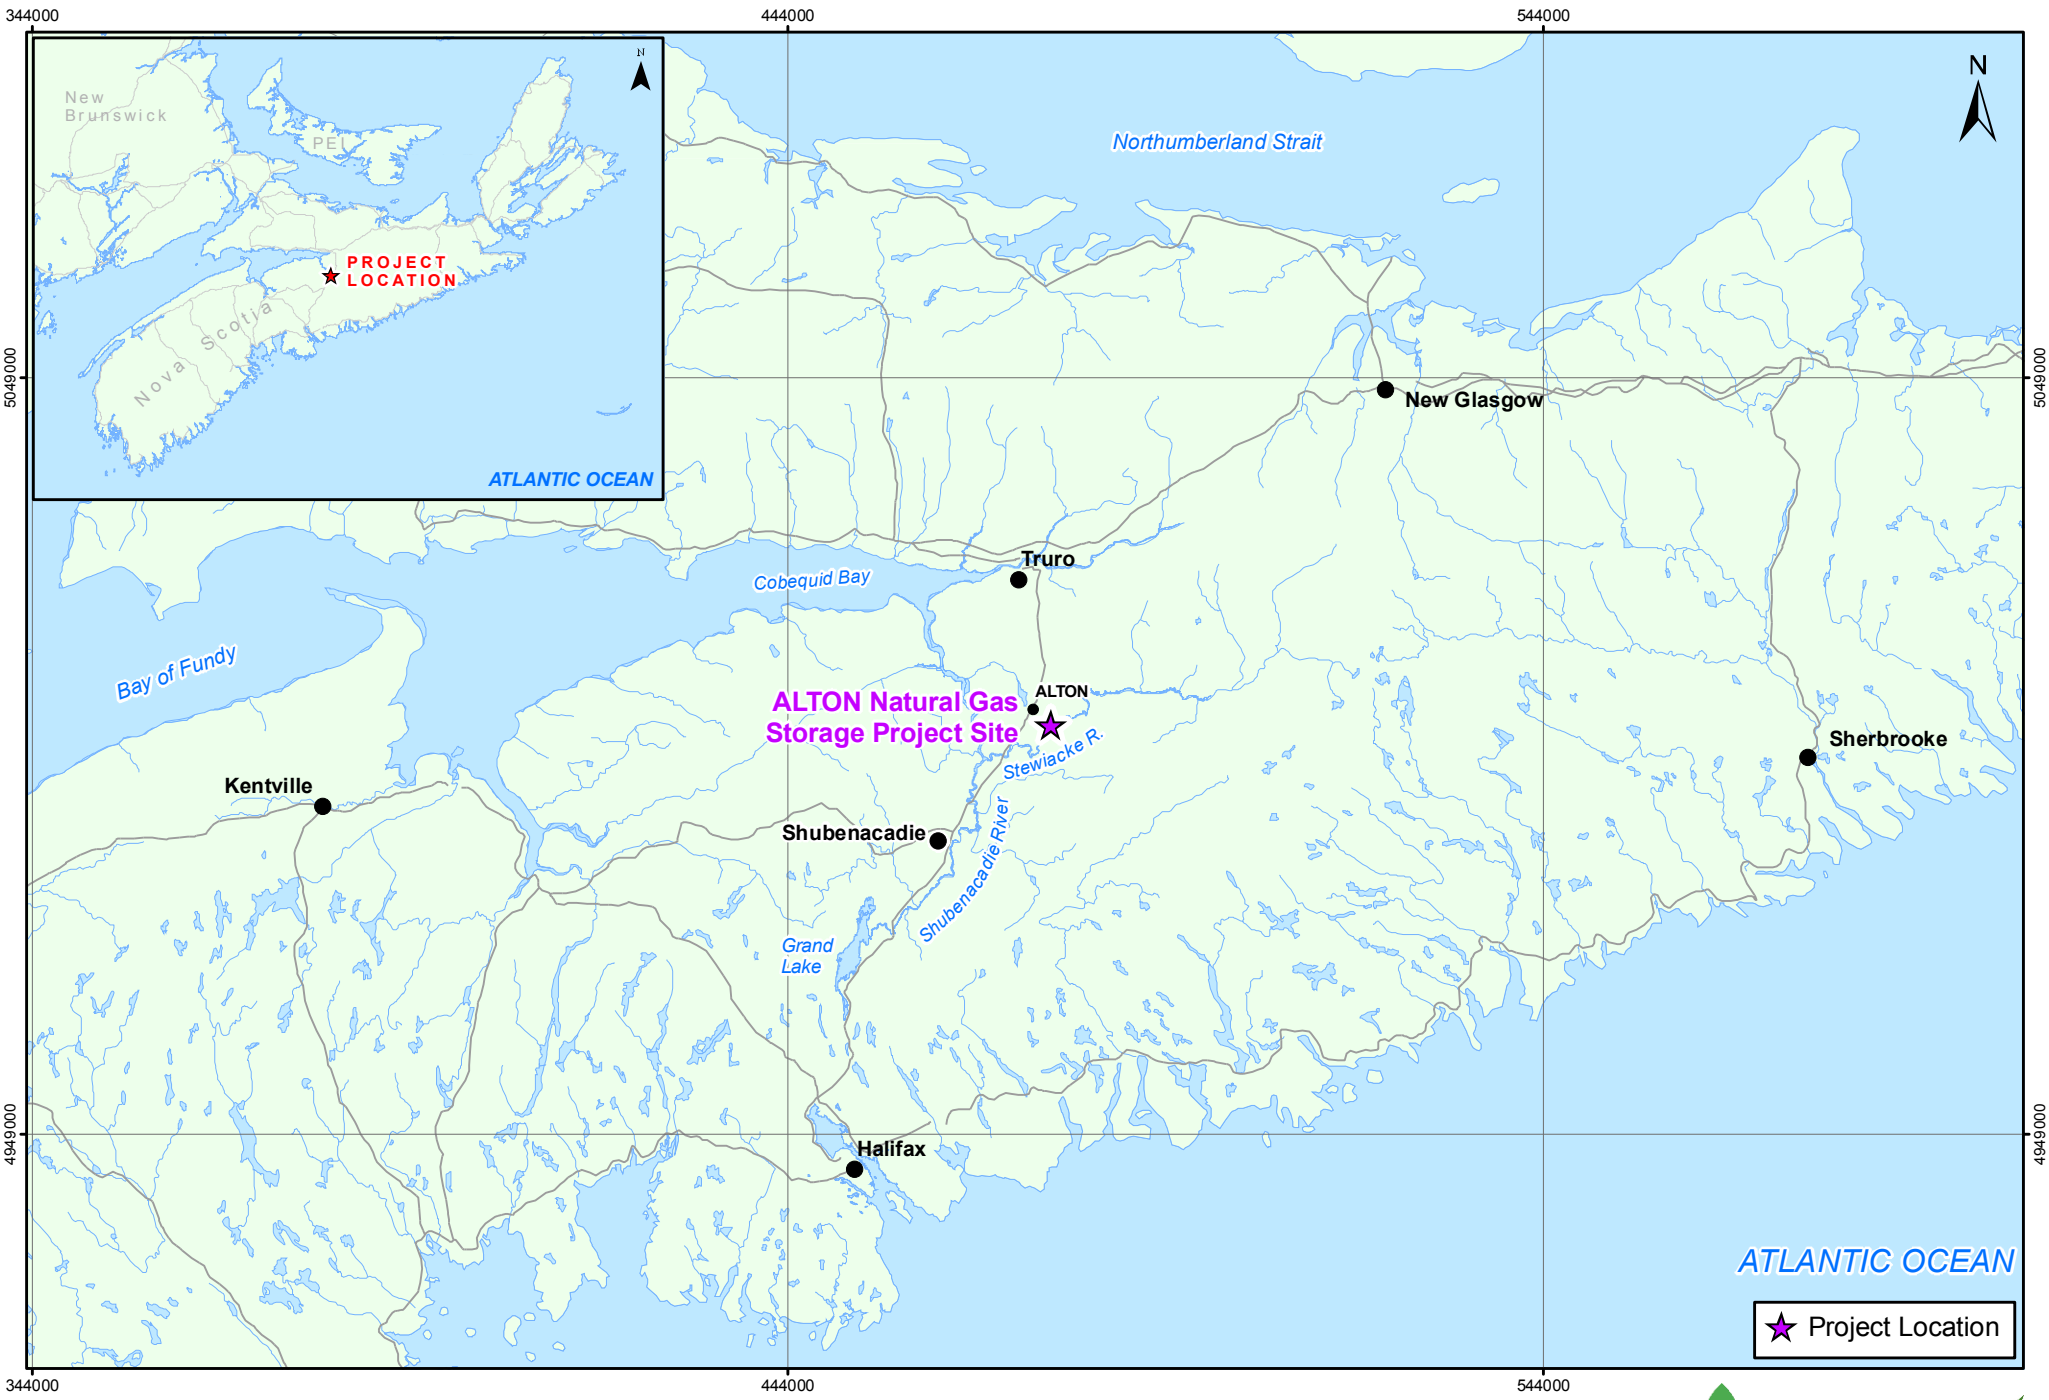 344000
444000
544000
N
New
Brunswick
PEI
PROJECT
LOCATION
Nova Scotia
ATLANTIC OCEAN
N
Northumberland Strait
5049000
5049000
New Glasgow
Truro
Cobequid Bay
Bay of Fundy
ALTON
ALTON Natural Gas
Storage Project Site
Stewiacke R.
Sherbrooke
Kentville
Shubenacadie
Shubenacadie River
Grand
Lake
4949000
4949000
Halifax
ATLANTIC OCEAN
Project Location
344000
444000
544000